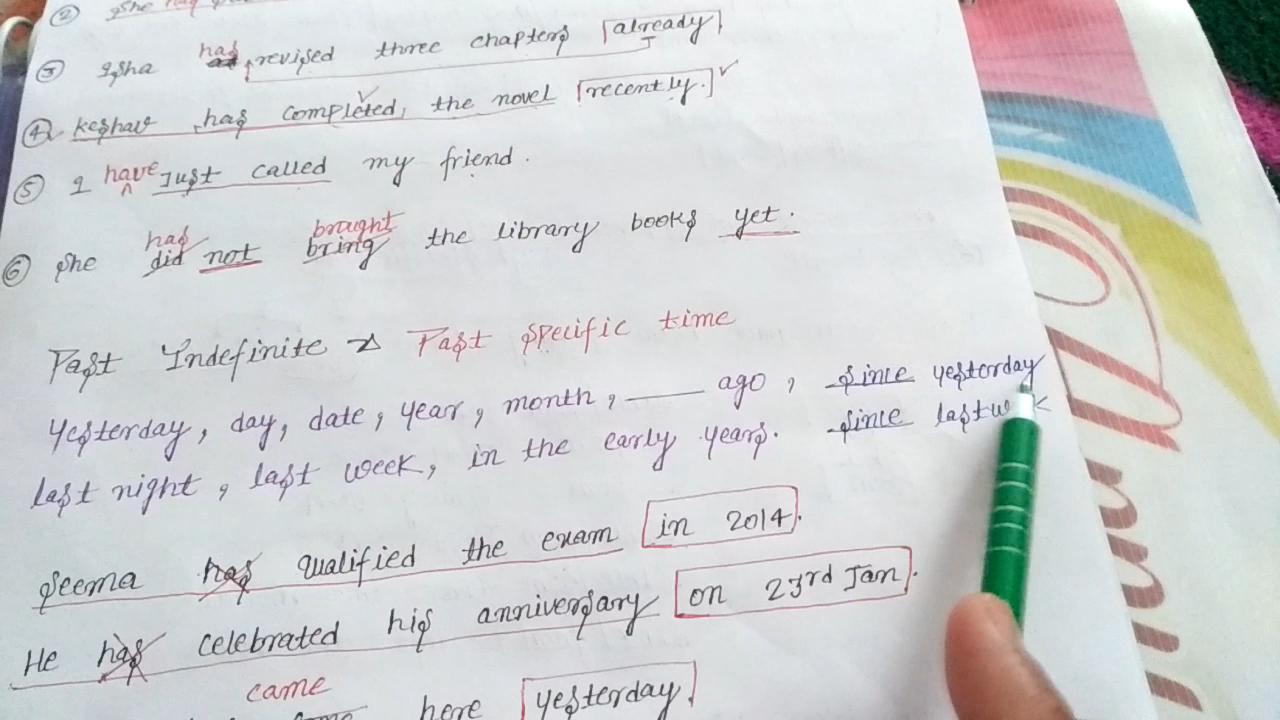 ② She has
③ Isha has revised three chapters already
④ Keshav has completed the novel recently.
⑤ I have Just called my friend.
has brought
⑥ She did not bring the library books yet.
Past Indefinite → Past specific time
Yesterday, day, date, year, month, ___ ago, since yesterday
last night, last week, in the early years. since last
Seema has qualified the exam in 2014.
He has celebrated his anniversary on 23rd Jan.
came
here yesterday.